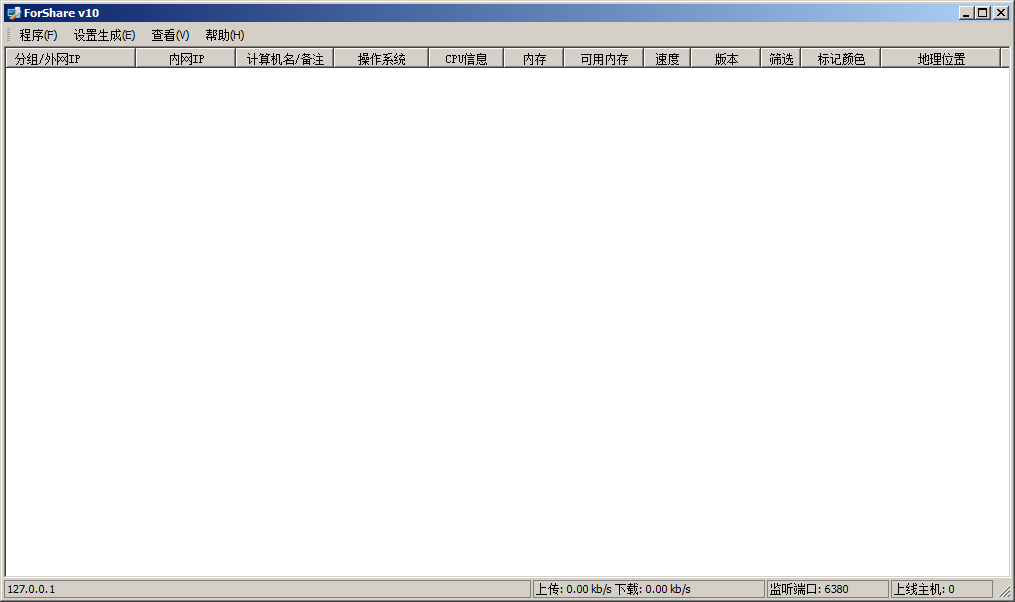 ForShare v10
程序(F) 设置生成(E) 查看(V) 帮助(H)
分组/外网IP 内网IP 计算机名/备注 操作系统 CPU信息 内存 可用内存 速度 版本 筛选 标记颜色 地理位置
127.0.0.1 上传: 0.00 kb/s 下载: 0.00 kb/s 监听端口: 6380 上线主机: 0